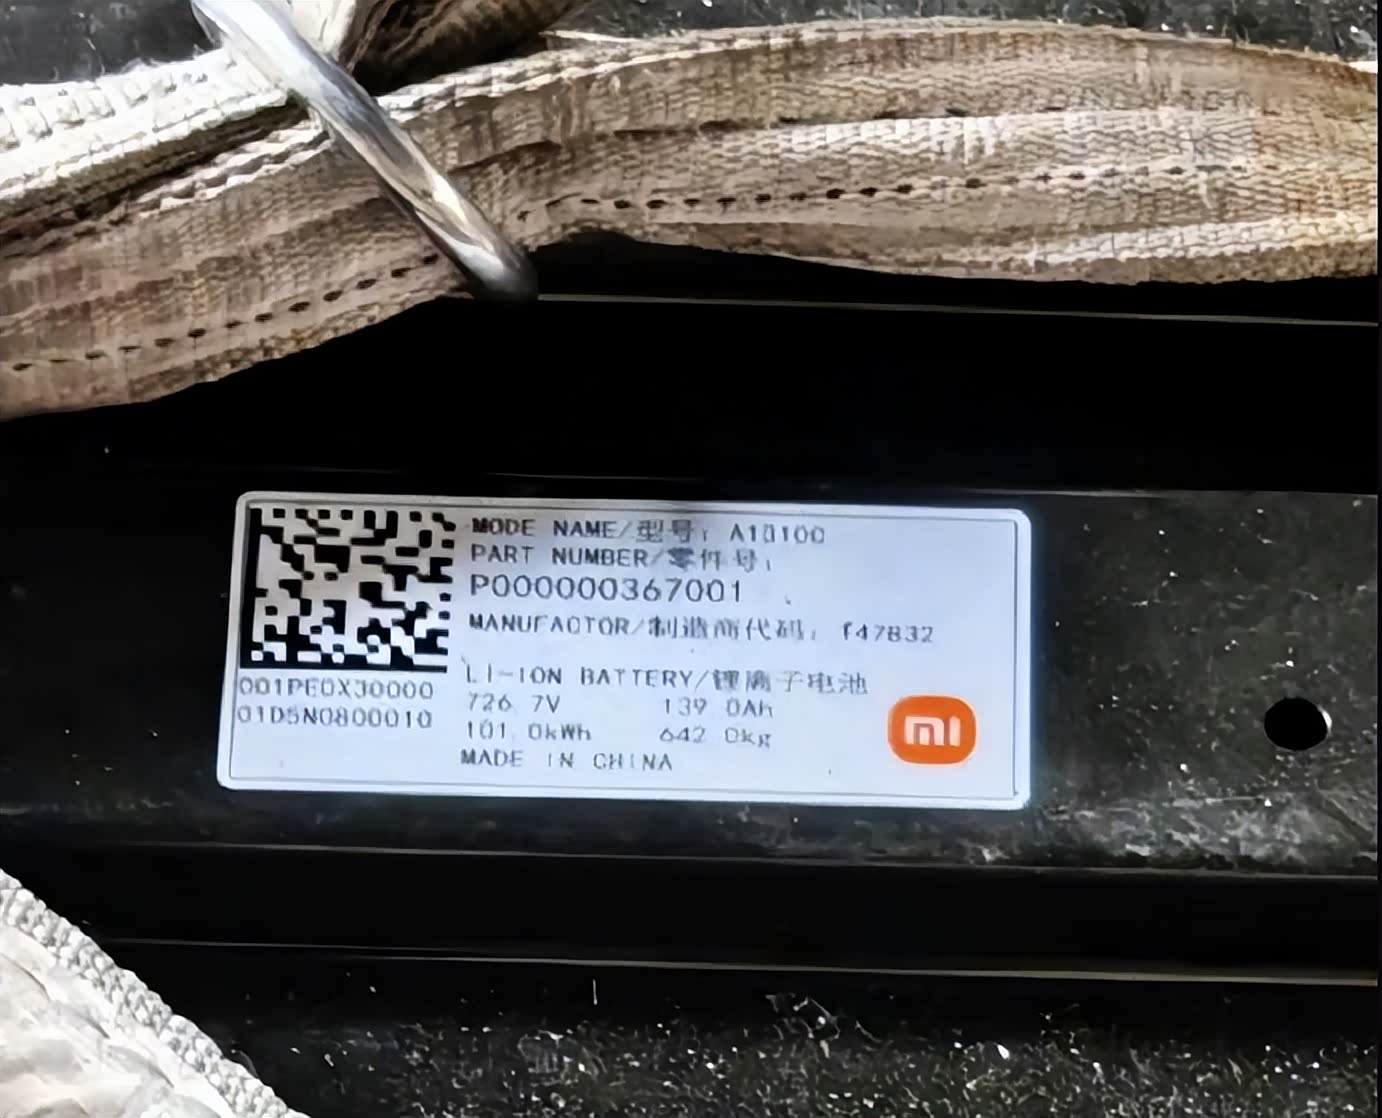 MODE NAME/型号: A10100
PART NUMBER/零件号:
P000000367001
MANUFACTOR/制造商代码: f47832
LI-ION BATTERY/锂离子电池
726.7V 139.0Ah
101.0kWh 642.0kg
MADE IN CHINA
001PE0XJ0000
01D5N0800010
mi